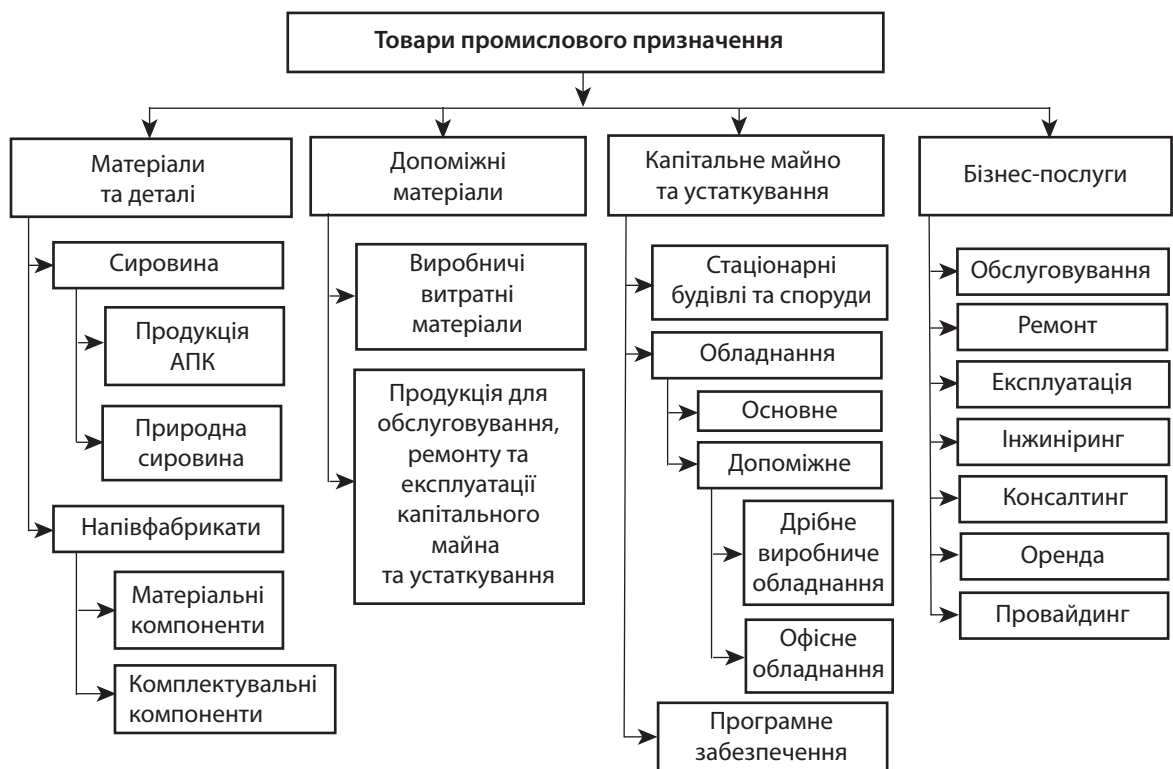 Товари промислового призначення
Матеріали
та деталі
Сировина
Продукція
АПК
Природна
сировина
Напівфабрикати
Матеріальні
компоненти
Комплектувальні
компоненти
Допоміжні
матеріали
Виробничі
витратні
матеріали
Продукція для
обслуговування,
ремонту та
експлуатації
капітального
майна
та устаткування
Капітальне майно
та устаткування
Стаціонарні
будівлі та споруди
Обладнання
Основне
Допоміжне
Дрібне
виробниче
обладнання
Офісне
обладнання
Програмне
забезпечення
Бізнес-послуги
Обслуговування
Ремонт
Експлуатація
Інжиніринг
Консалтинг
Оренда
Провайдинг